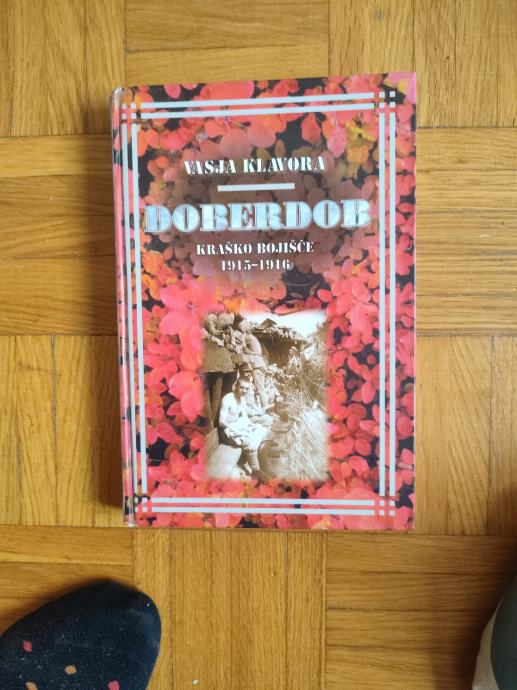 VASJA KLAVORA
DOBERDOB
KRAŠKO BOJIŠČE
1915-1916